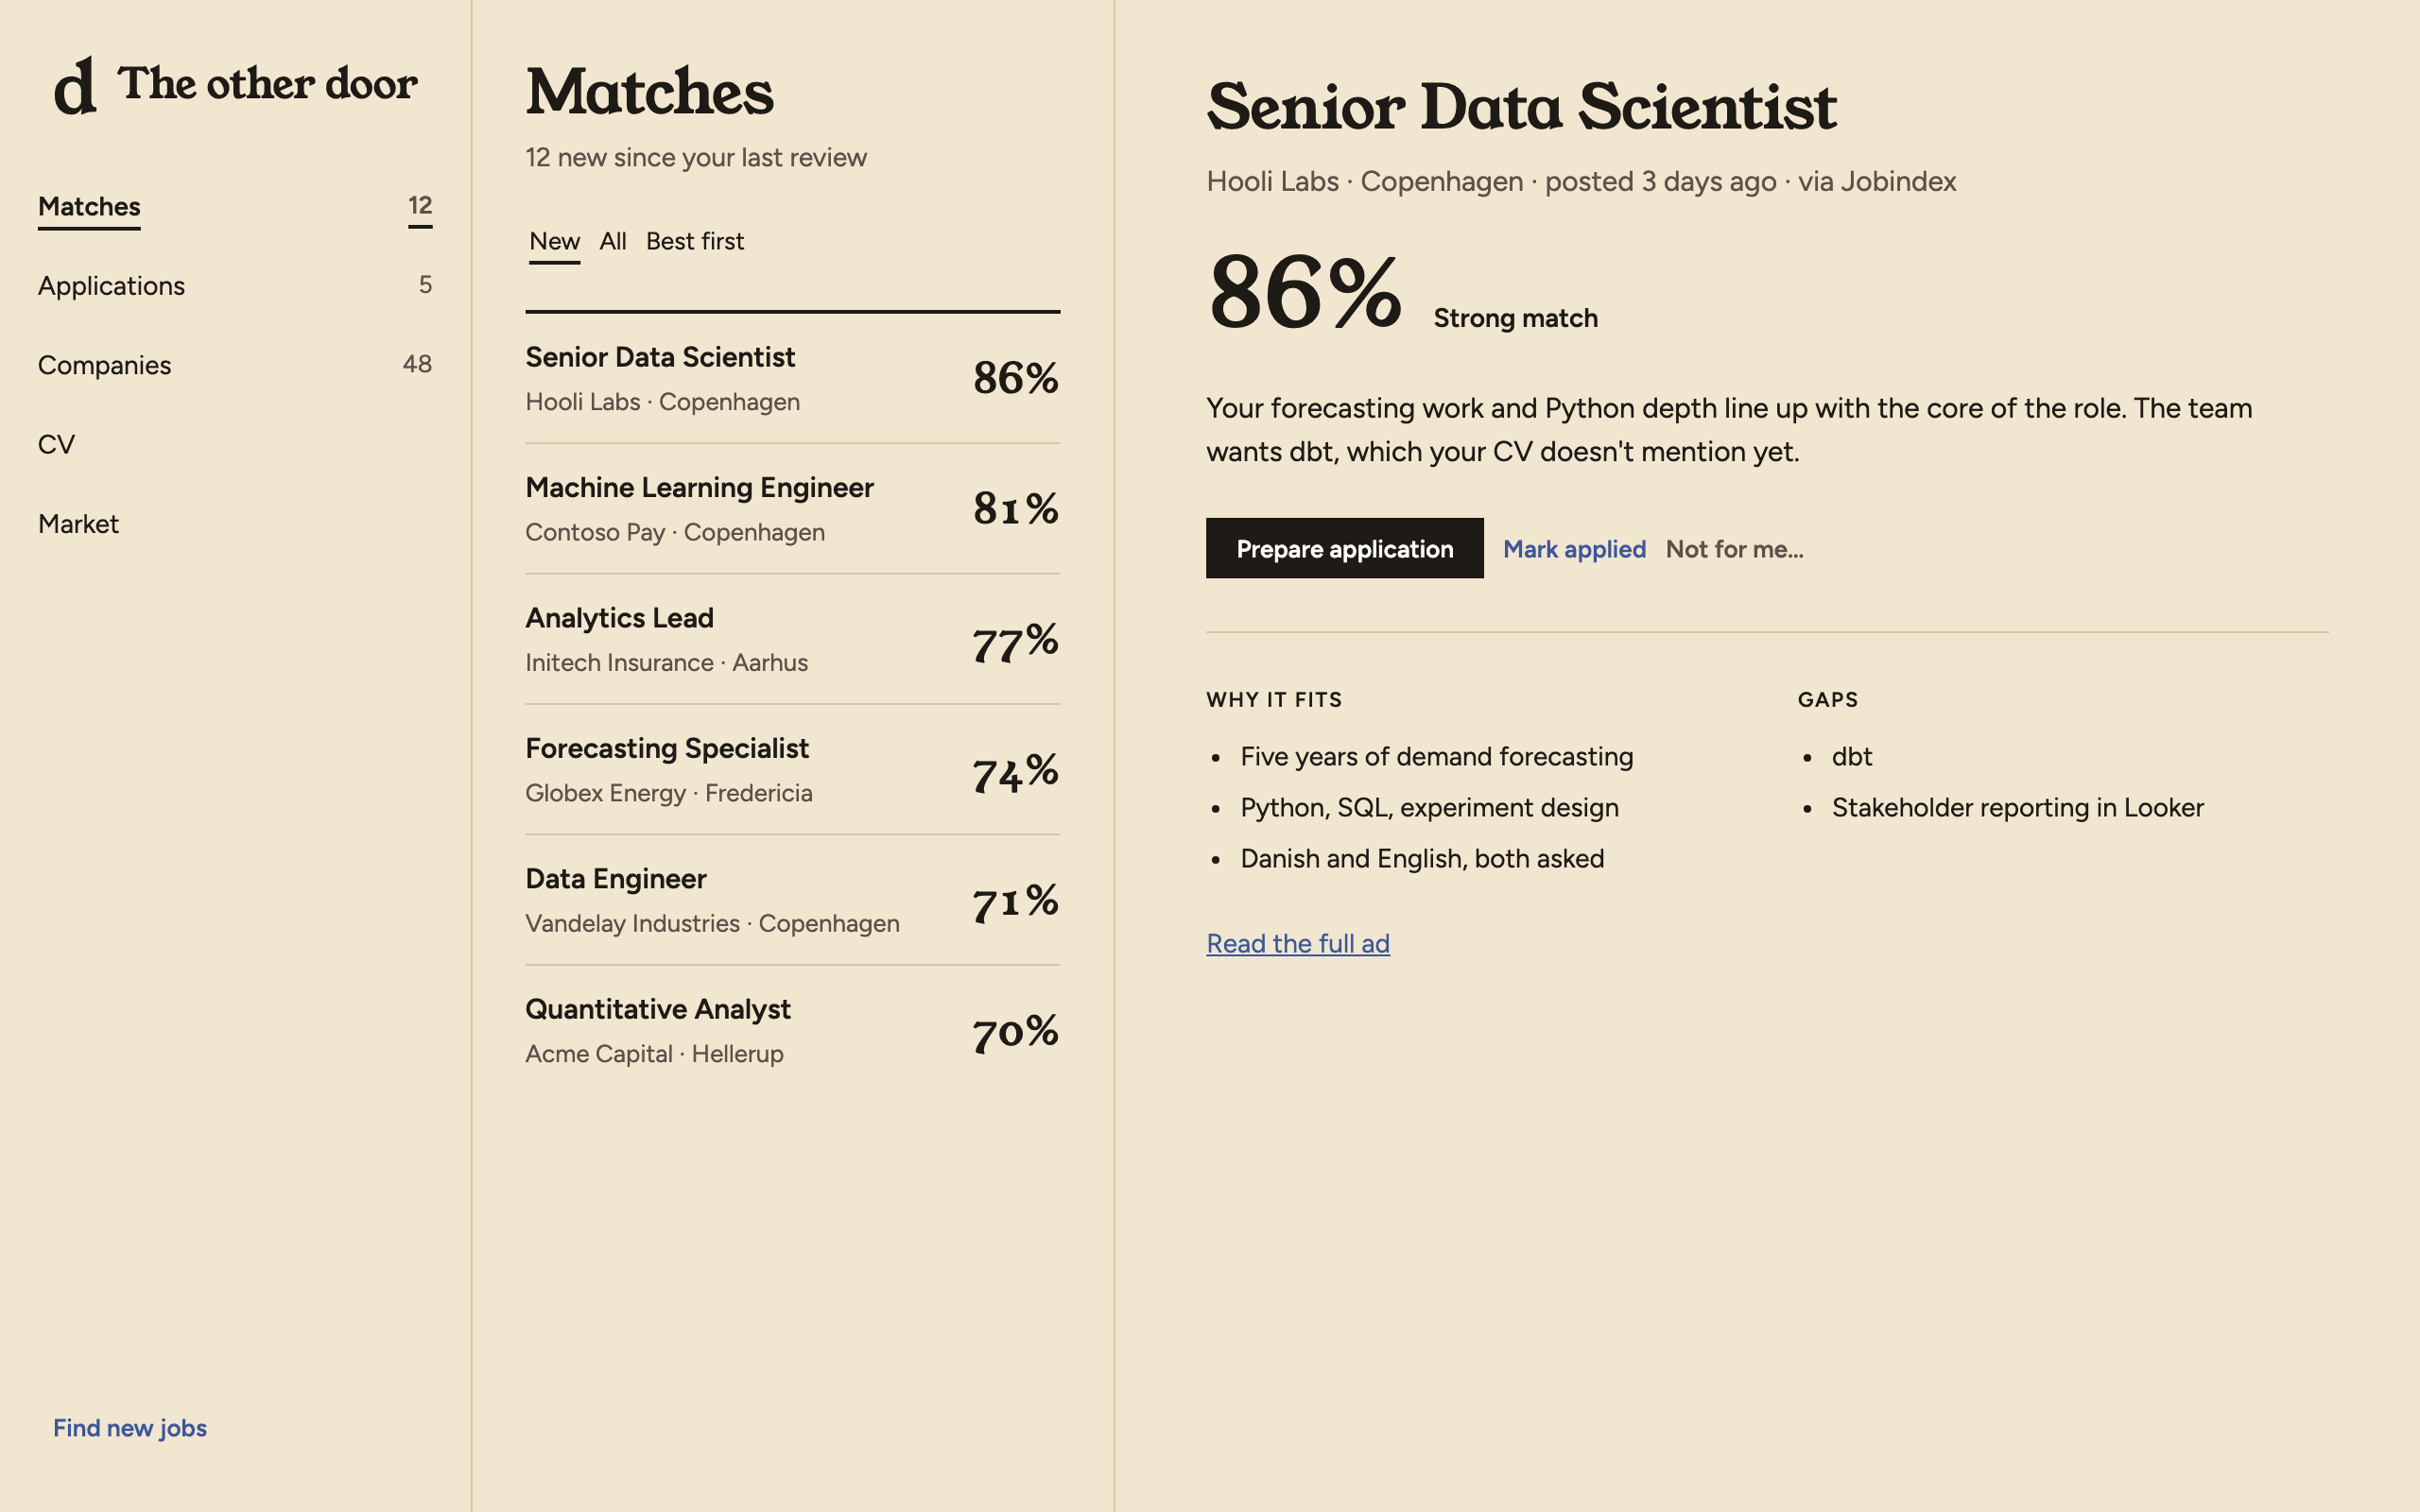 d The other door
Matches 12
Applications 5
Companies 48
CV
Market
Find new jobs
Matches
12 new since your last review
New All Best first
Senior Data Scientist
Hooli Labs · Copenhagen
86%
Machine Learning Engineer
Contoso Pay · Copenhagen
81%
Analytics Lead
Initech Insurance · Aarhus
77%
Forecasting Specialist
Globex Energy · Fredericia
74%
Data Engineer
Vandelay Industries · Copenhagen
71%
Quantitative Analyst
Acme Capital · Hellerup
70%
Senior Data Scientist
Hooli Labs · Copenhagen · posted 3 days ago · via Jobindex
86% Strong match
Your forecasting work and Python depth line up with the core of the role. The team
wants dbt, which your CV doesn't mention yet.
Prepare application Mark applied Not for me...
WHY IT FITS
Five years of demand forecasting
Python, SQL, experiment design
Danish and English, both asked
GAPS
dbt
Stakeholder reporting in Looker
Read the full ad